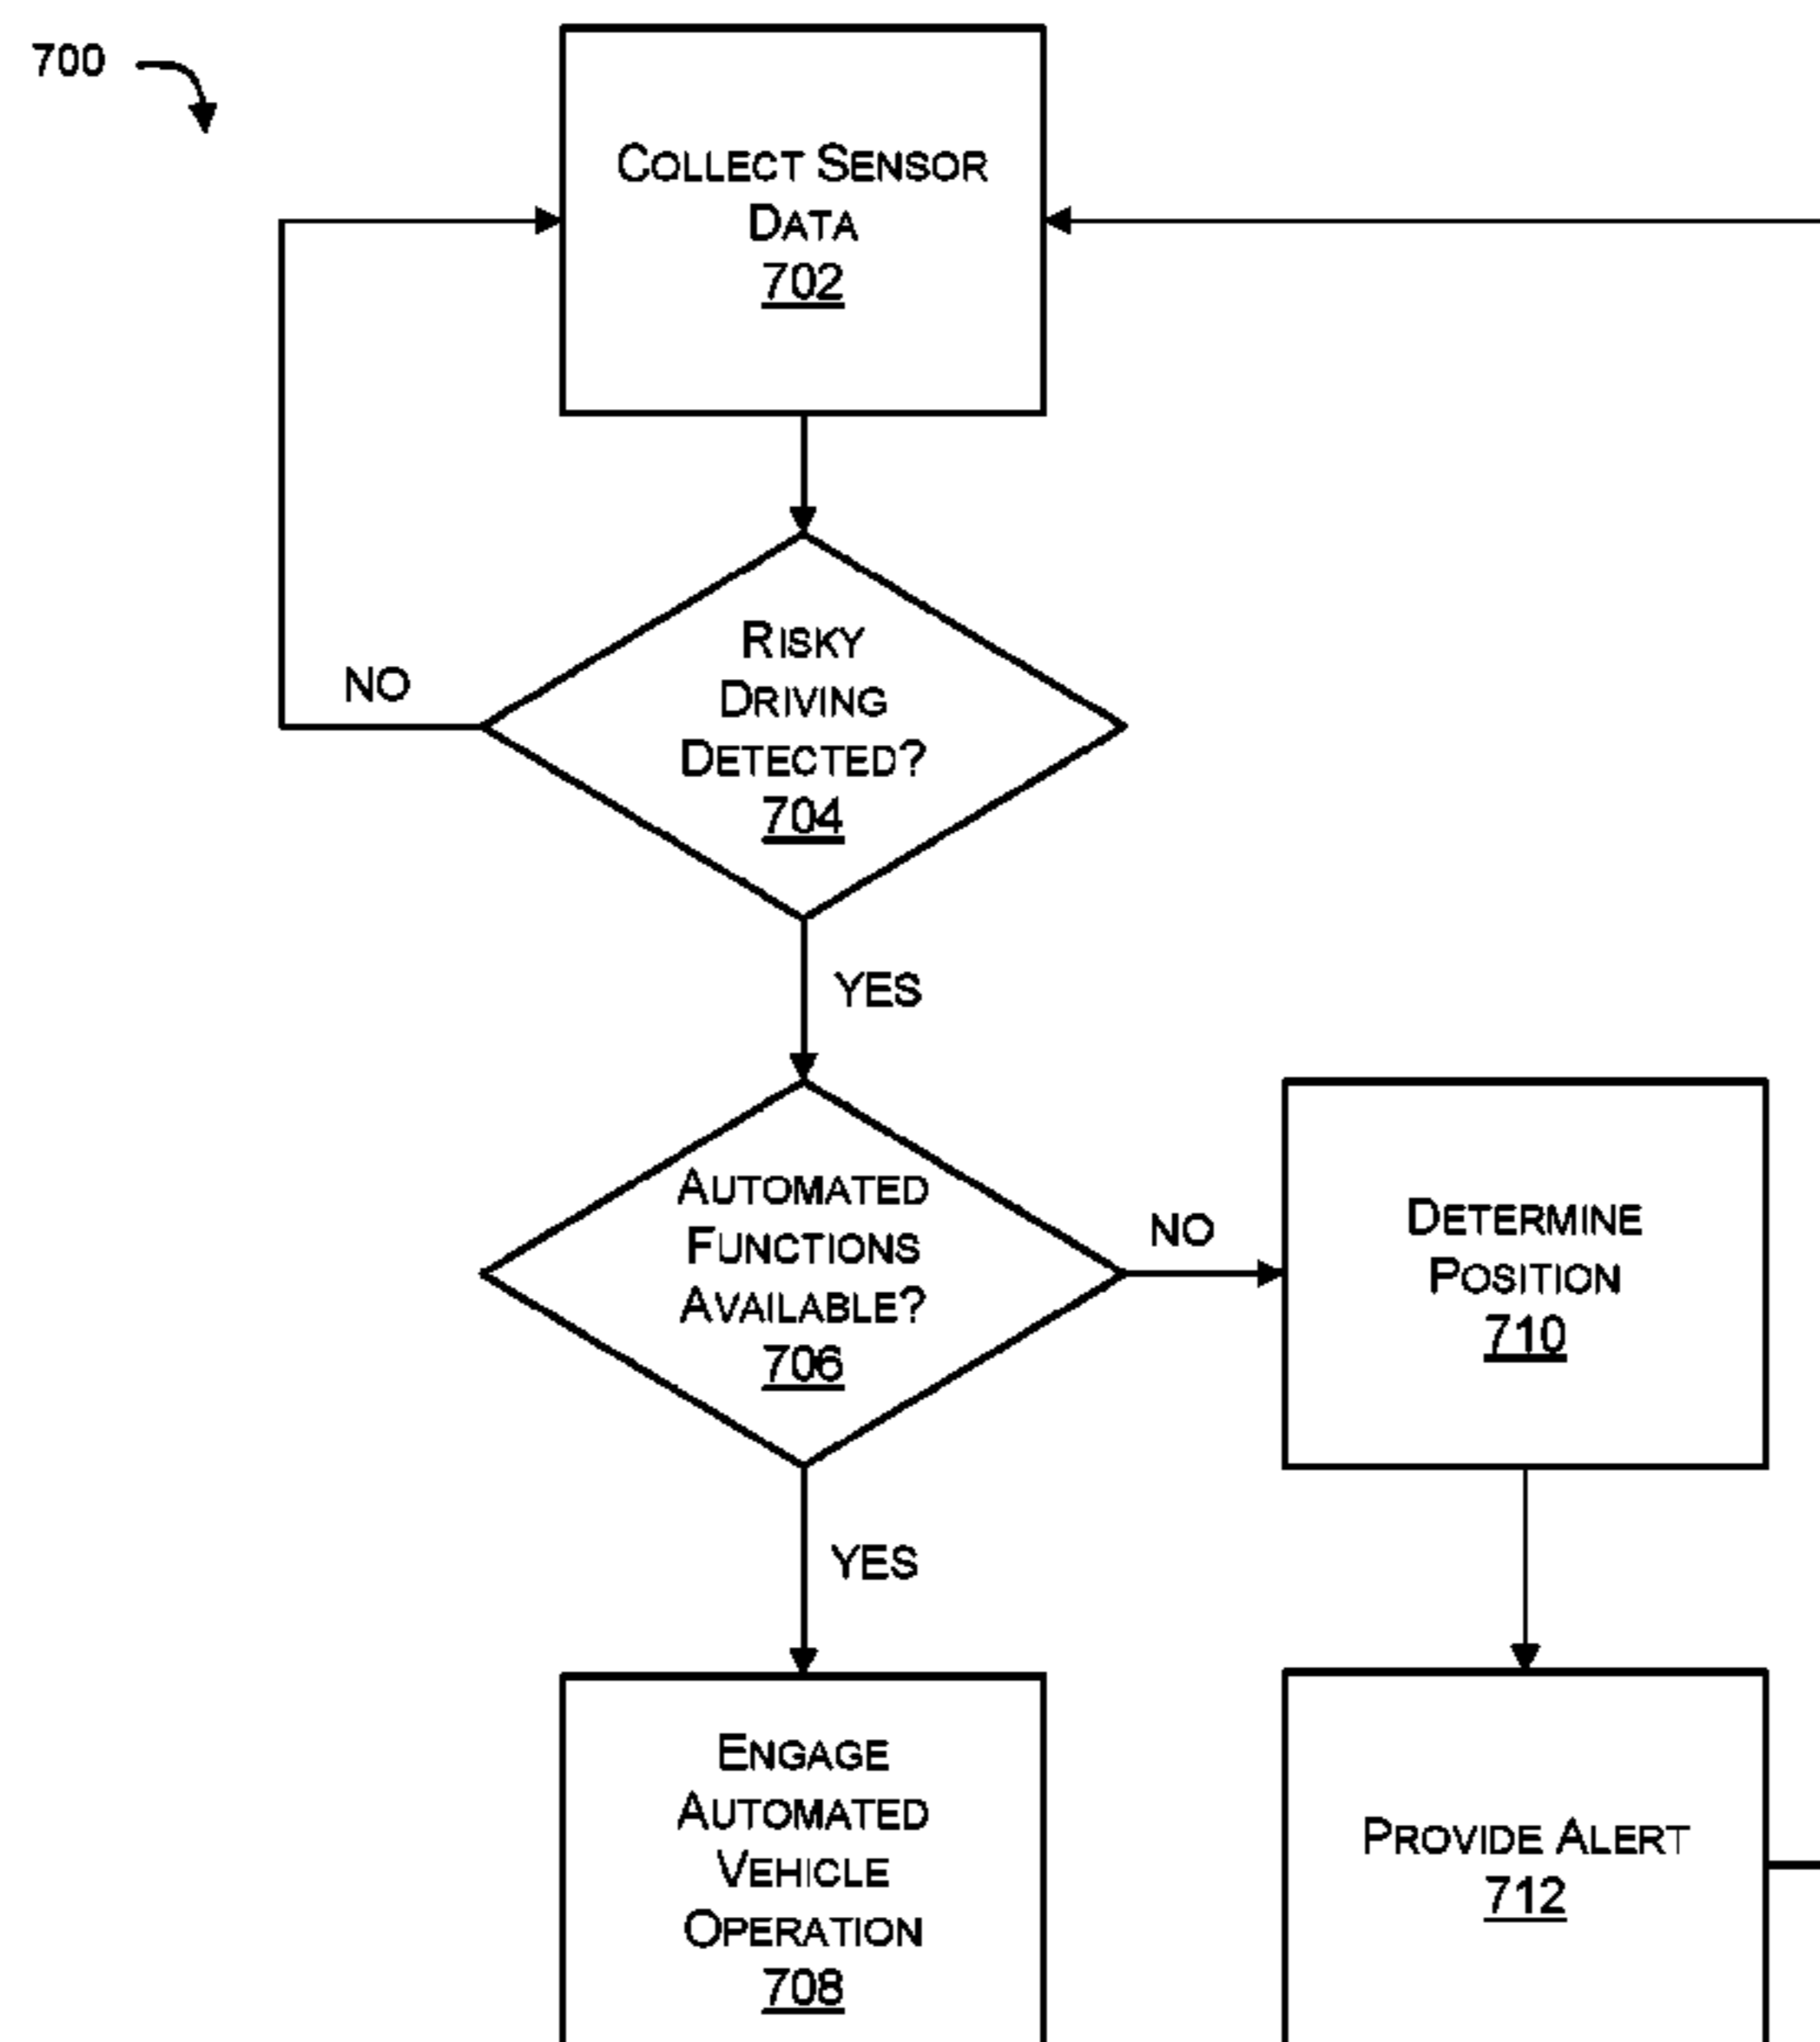 700
COLLECT SENSOR
DATA
702
RISKY
DRIVING
DETECTED?
704
NO
YES
AUTOMATED
FUNCTIONS
AVAILABLE?
706
NO
DETERMINE
POSITION
710
YES
ENGAGE
AUTOMATED
VEHICLE
OPERATION
708
PROVIDE ALERT
712